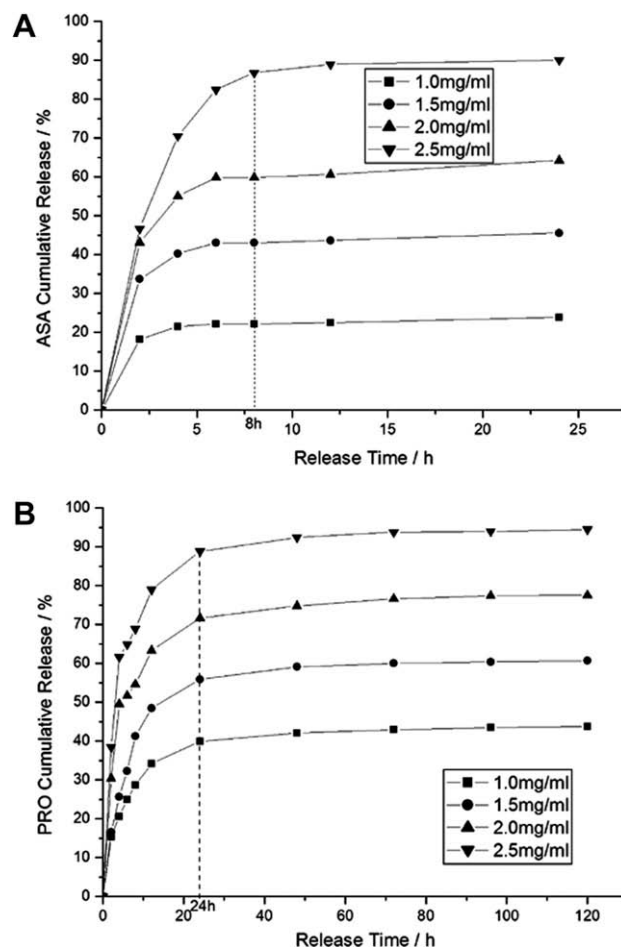 A
ASA Cumulative Release / %
100
90
80
70
60
50
40
30
20
10
0
1.0mg/ml
1.5mg/ml
2.0mg/ml
2.5mg/ml
0 5 8h 10 15 20 25
Release Time / h
B
PRO Cumulative Release / %
100
90
80
70
60
50
40
30
20
10
0
1.0mg/ml
1.5mg/ml
2.0mg/ml
2.5mg/ml
0 20 24h 40 60 80 100 120
Release Time / h